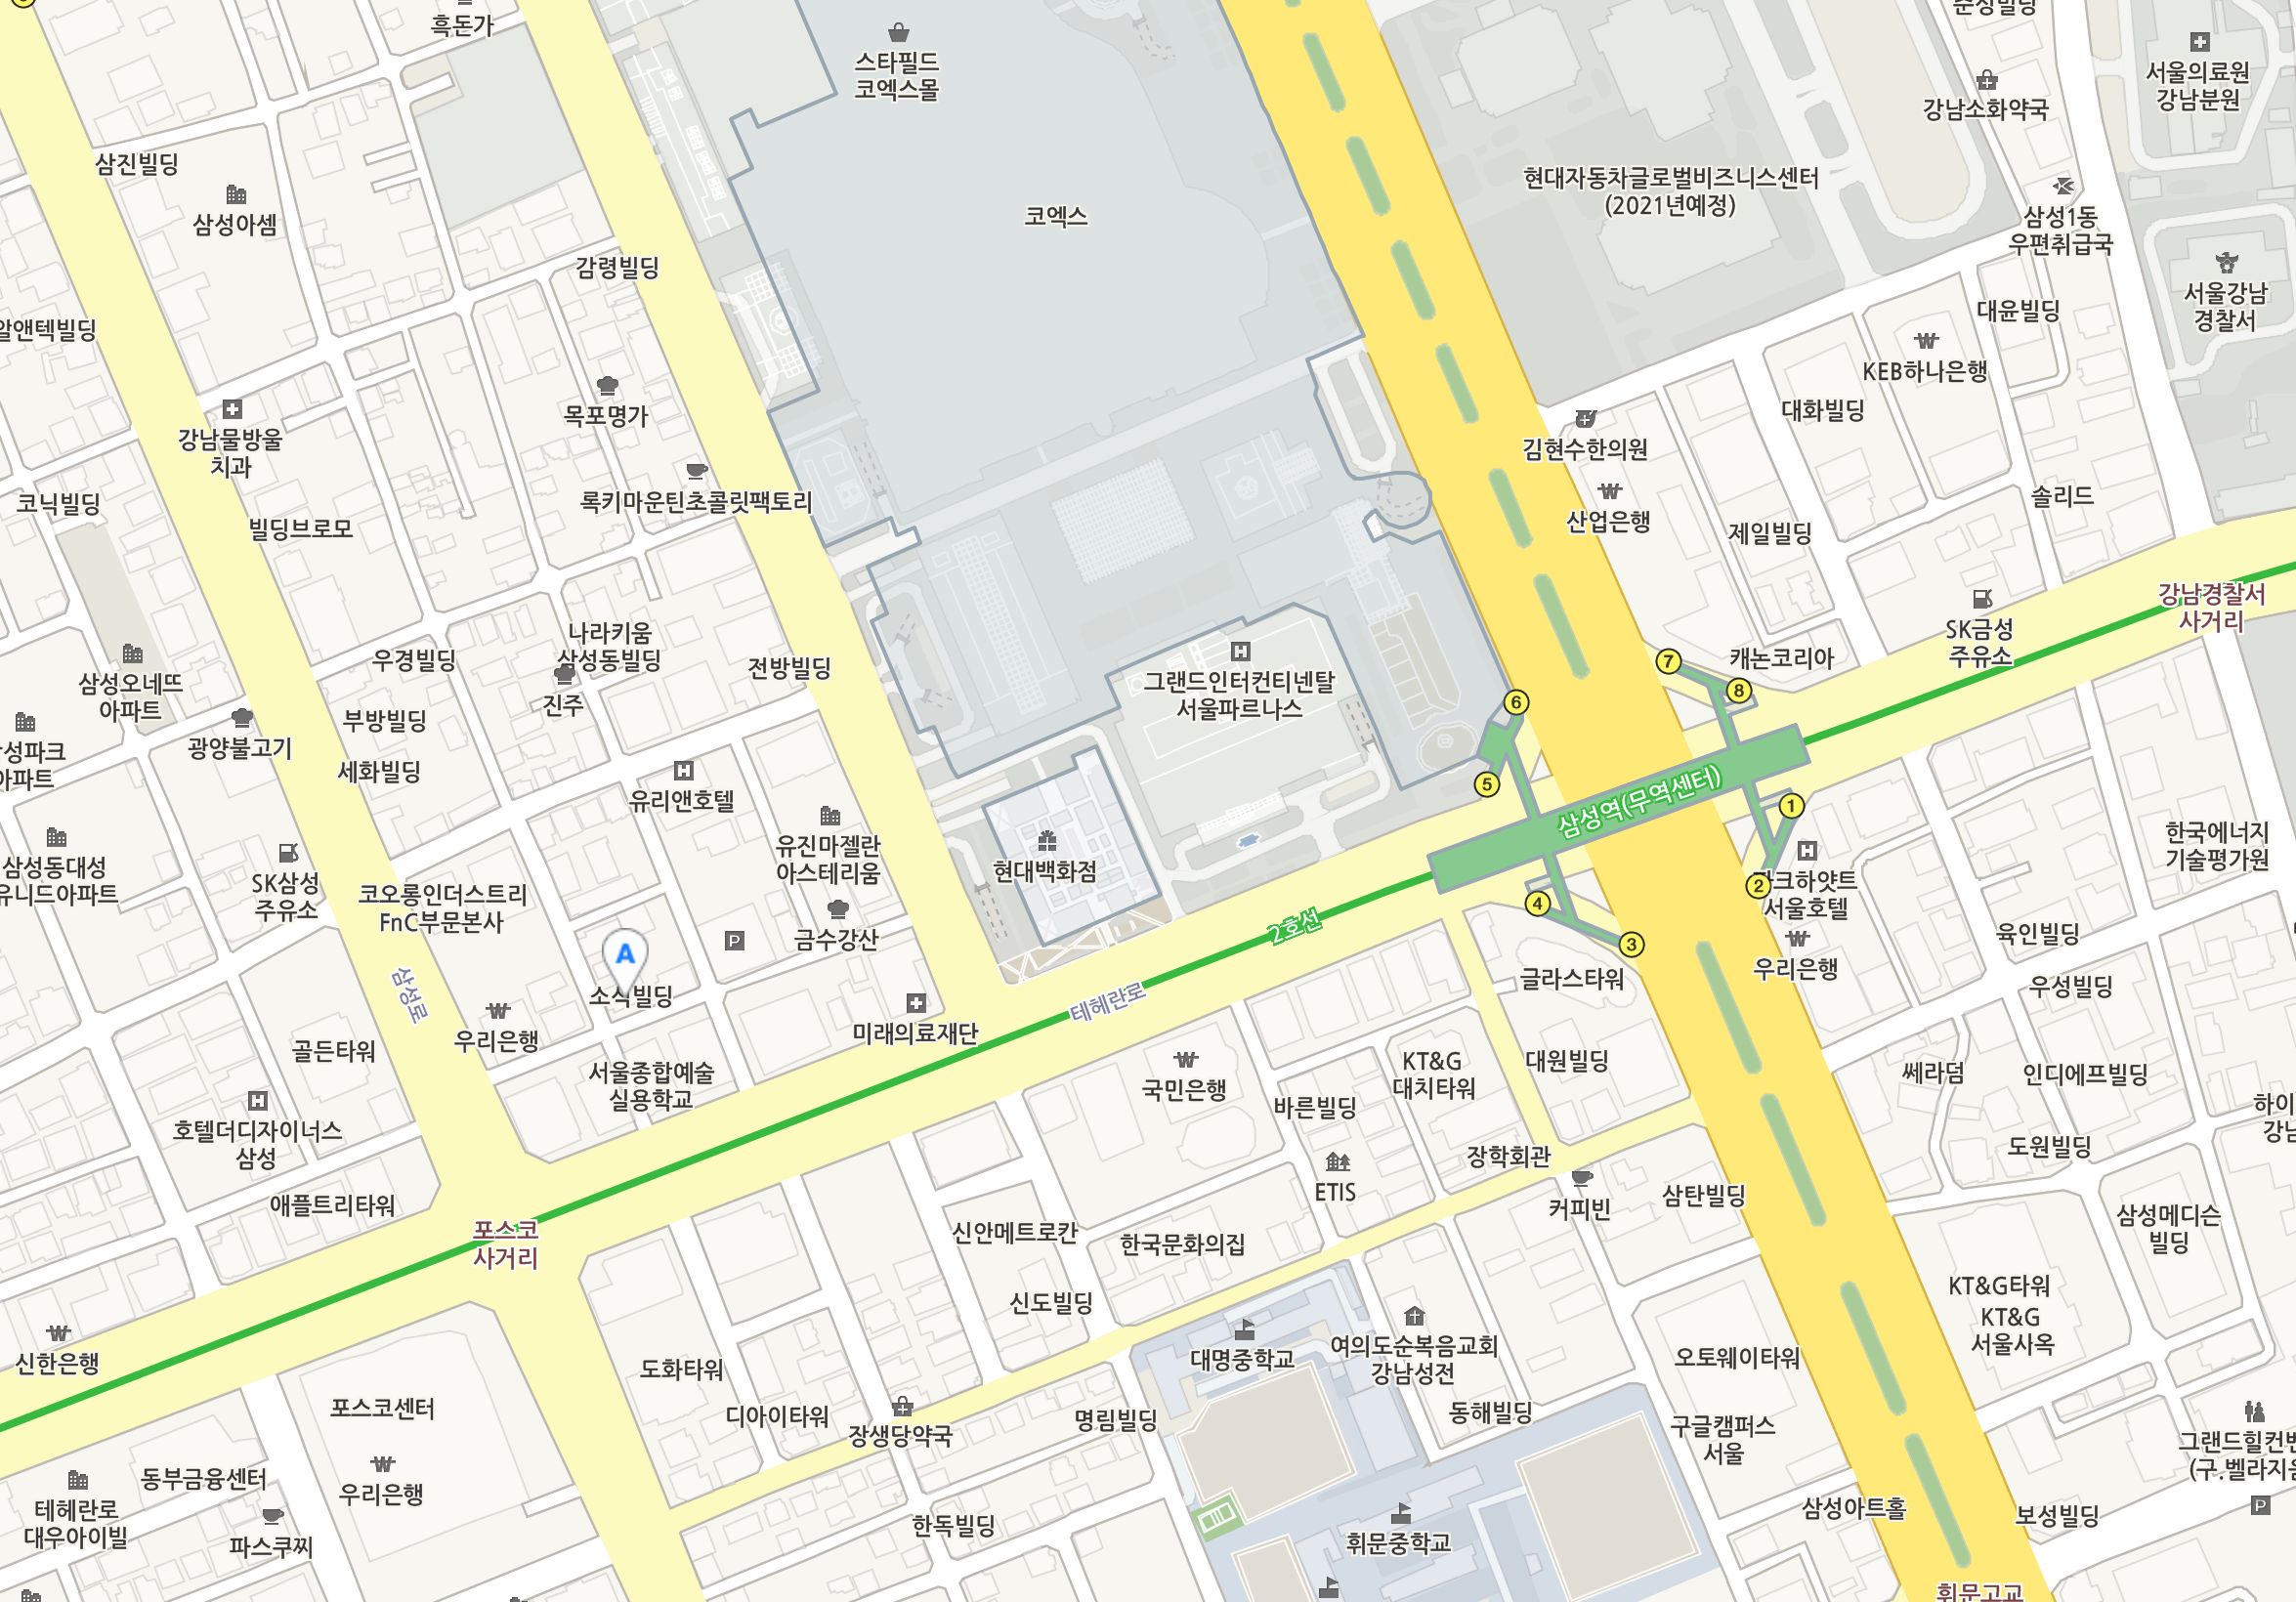 흑돈가
스타필드
코엑스몰
서울의료원
강남분원
강남소화약국
삼진빌딩
삼성아셈
코엑스
현대자동차글로벌비즈니스센터
(2021년예정)
삼성1동
우편취급국
감령빌딩
서울강남
경찰서
대윤빌딩
KEB하나은행
목포명가
대화빌딩
강남물방울
치과
김현수한의원
록키마운틴초콜릿팩토리
코닉빌딩
빌딩브로모
산업은행
제일빌딩
솔리드
강남경찰서
사거리
SK금성
주유소
나라키움
삼성동빌딩
우경빌딩
전방빌딩
삼성오네뜨
아파트
진주
부방빌딩
광양불고기
세화빌딩
그랜드인터컨티넨탈
서울파르나스
캐논코리아
7
8
6
5
삼성역(무역센터)
1
2
4
3
유리앤호텔
유진마젤란
아스테리움
현대백화점
한국에너지
기술평가원
삼성동대성
유니드아파트
SK삼성
주유소
코오롱인더스트리
FnC부문본사
금수강산
P
A
2호선
서울호텔
우리은행
육인빌딩
우성빌딩
글라스타워
삼성로
테헤란로
우리은행
미래의료재단
골든타워
서울종합예술
실용학교
국민은행
KT&G
대치타워
대원빌딩
쎄라덤
인디에프빌딩
바른빌딩
호텔더디자이너스
삼성
애플트리타워
포스코
사거리
장학회관
ETIS
커피빈
삼탄빌딩
도원빌딩
삼성메디슨
빌딩
신안메트로칸
한국문화의집
신도빌딩
KT&G타워
KT&G
서울사옥
신한은행
포스코센터
도화타워
대명중학교
여의도순복음교회
강남성전
오토웨이타워
디아이타워
장생당약국
명림빌딩
동해빌딩
구글캠퍼스
서울
동부금융센터
우리은행
테헤란로
대우아이빌
파스쿠찌
한독빌딩
휘문중학교
삼성아트홀
보성빌딩
P
휘문고교